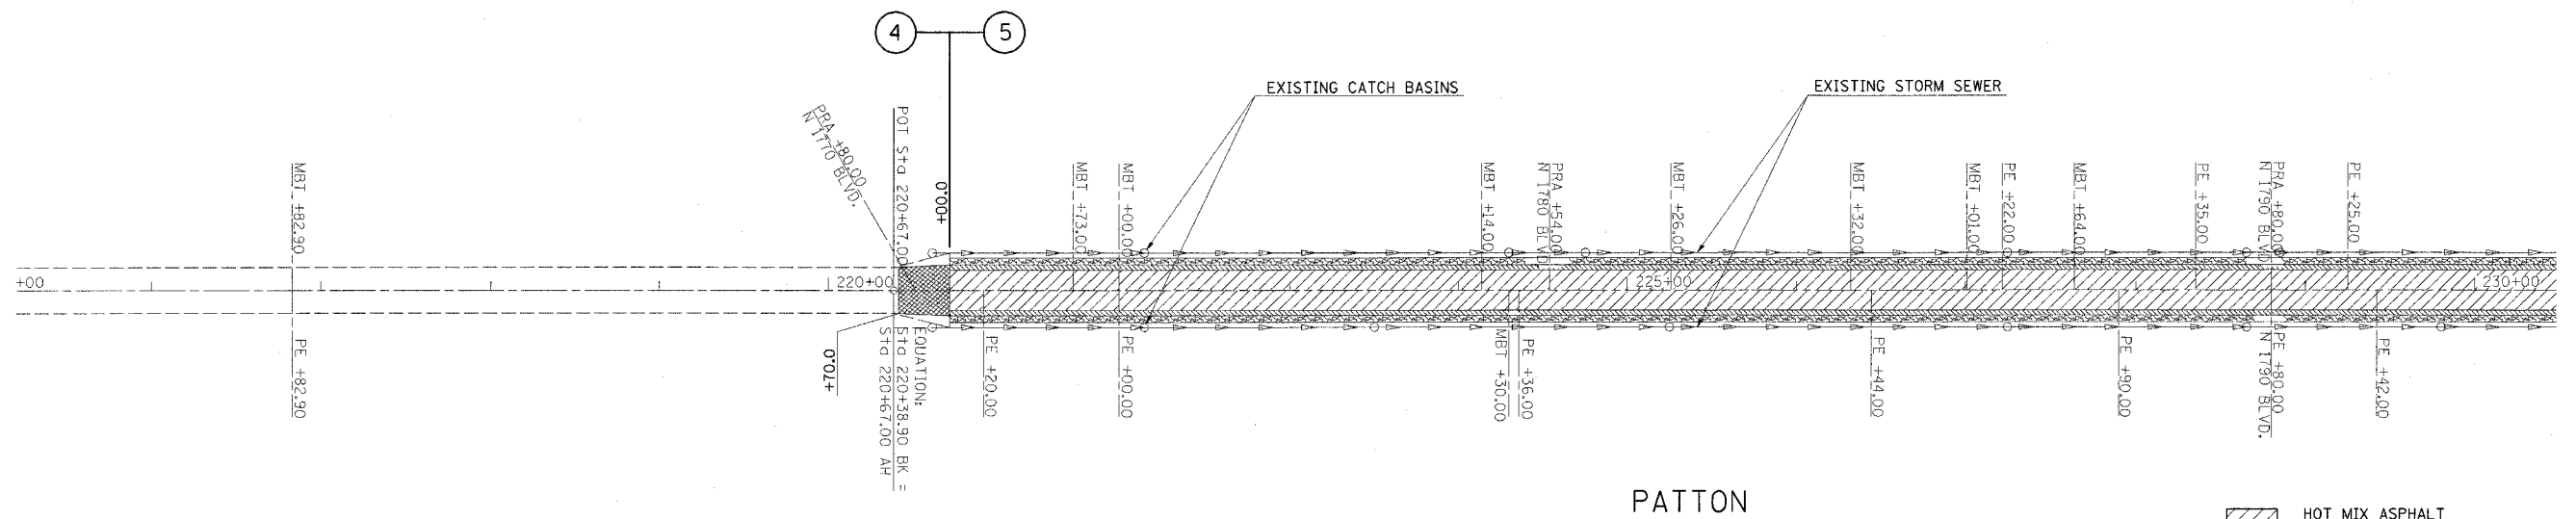 4
5
EXISTING CATCH BASINS
EXISTING STORM SEWER
PRA +80.00
N 1770 BLVD.
POT Sta 220+67.00
+00.0
MBT +82.90
MBT +73.00
MBT +00.00
MBT +14.00
PRA +54.00
N 1780 BLVD.
MBT +26.00
MBT +32.00
MBT +01.00
PE +22.00
MBT +64.00
PE +35.00
PRA +80.00
N 1790 BLVD.
PE +25.00
+00
220+00
225+00
230+00
PE +82.90
+70.0
EQUATION:
Sta 220+38.90 BK =
Sta 220+67.00 AH
PE +20.00
PE +00.00
MBT +30.00
PE +36.00
PE +44.00
PE +90.00
PE +80.00
N 1790 BLVD.
PE +42.00
PATTON
HOT MIX ASPHALT